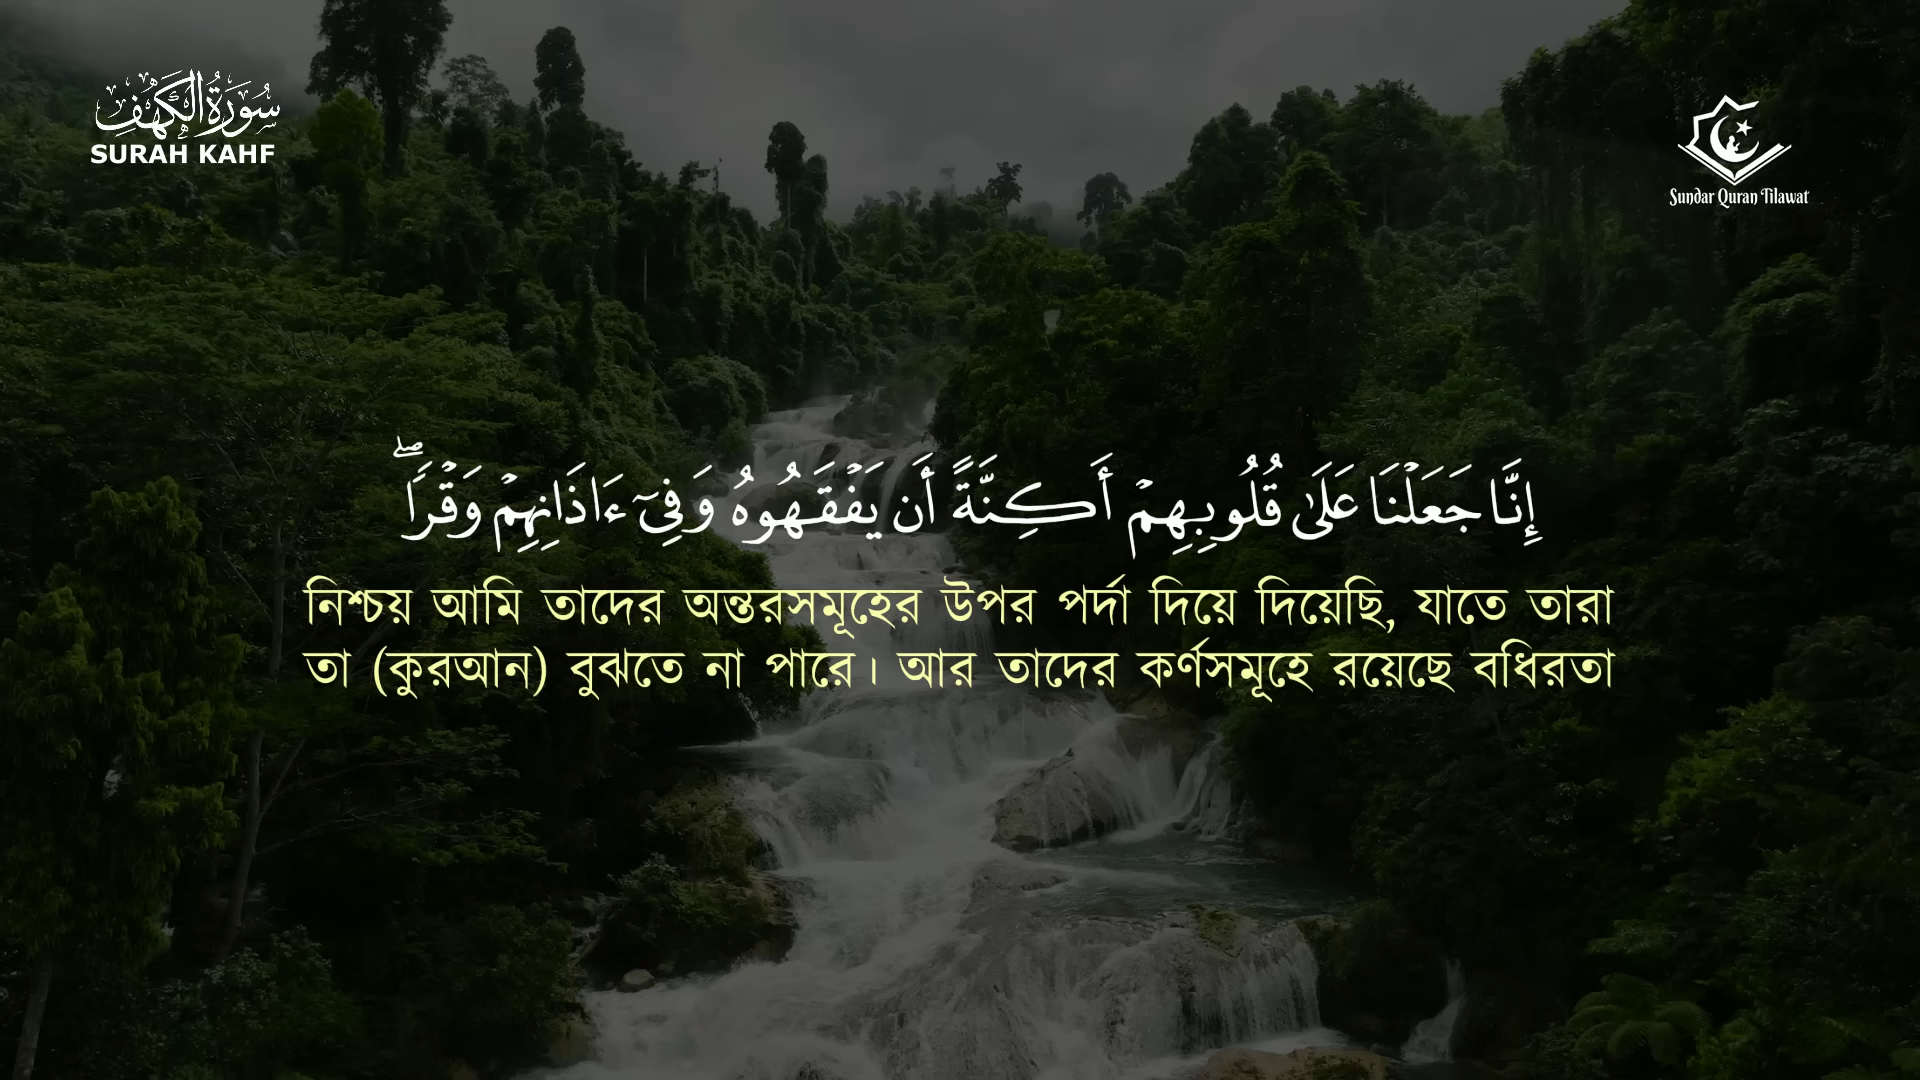 سُورَةُ الْكَهْفِ
SURAH KAHF
Sundar Quran Tilawat
إِنَّا جَعَلْنَا عَلَىٰ قُلُوبِهِمْ أَكِنَّةً أَن يَفْقَهُوهُ وَفِىٓ ءَاذَانِهِمْ وَقْرًا ۖ
নিশ্চয় আমি তাদের অন্তরসমূহের উপর পর্দা দিয়ে দিয়েছি, যাতে তারা
তা (কুরআন) বুঝতে না পারে। আর তাদের কর্ণসমূহে রয়েছে বধিরতা